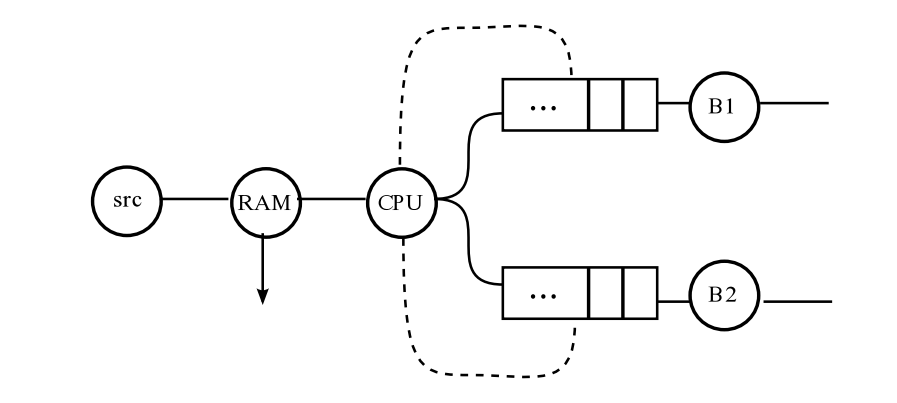 src
RAM
CPU
...
B1
...
B2